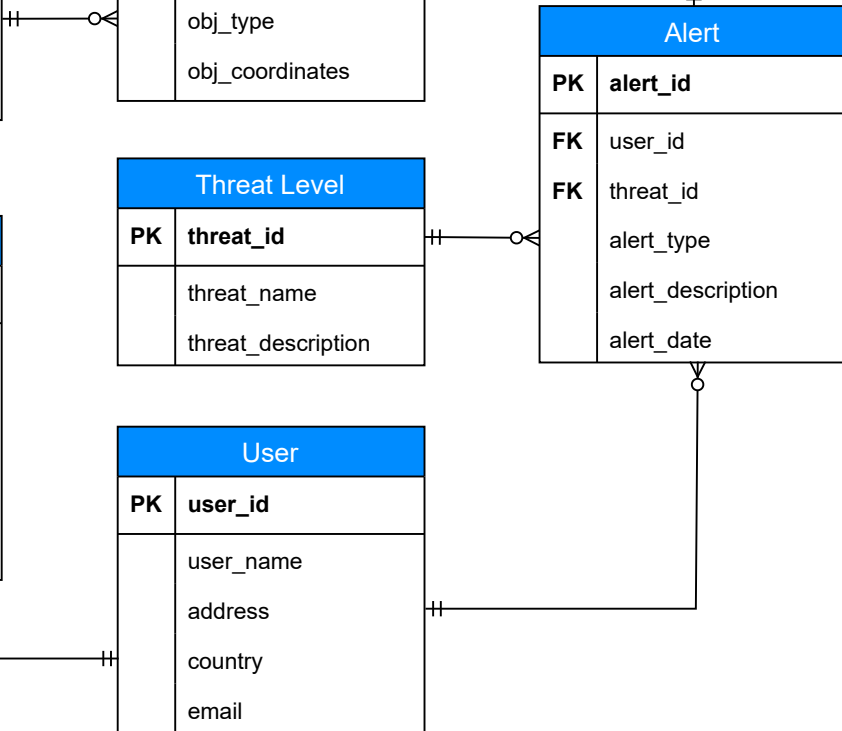 obj_type
obj_coordinates
Alert
PK alert_id
FK user_id
FK threat_id
alert_type
alert_description
alert_date
Threat Level
PK threat_id
threat_name
threat_description
User
PK user_id
user_name
address
country
email